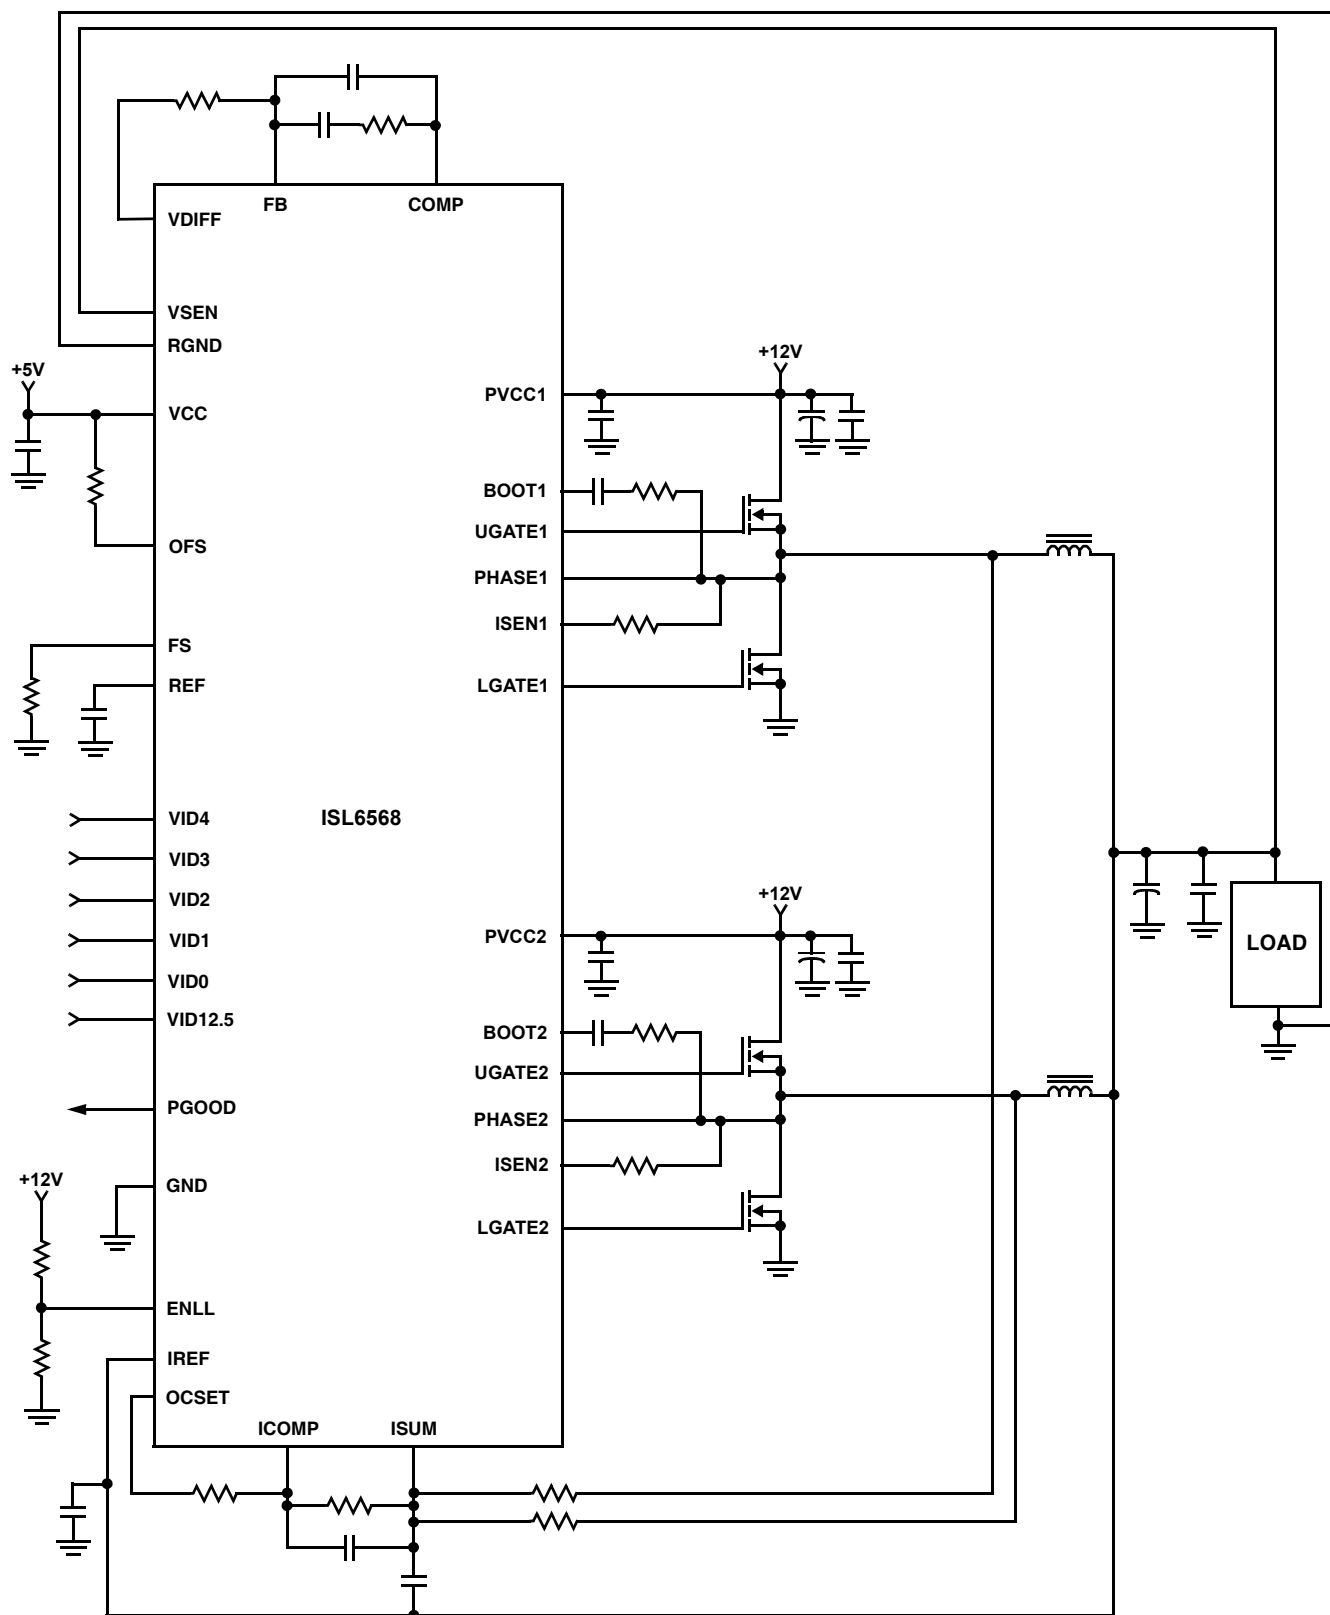 FB COMP
VDIFF
VSEN
RGND
+5V
VCC
OFS
FS
REF
VID4
VID3
VID2
VID1
VID0
VID12.5
PGOOD
+12V
GND
ENLL
IREF
OCSET
ICOMP ISUM
ISL6568
+12V
PVCC1
BOOT1
UGATE1
PHASE1
ISEN1
LGATE1
+12V
PVCC2
BOOT2
UGATE2
PHASE2
ISEN2
LGATE2
LOAD